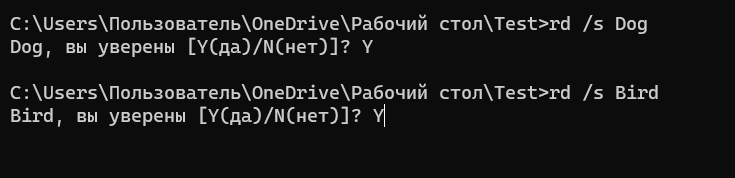 C:\Users\Пользователь\OneDrive\Рабочий стол\Test>rd /s Dog
Dog, вы уверены [Y(да)/N(нет)]? Y
C:\Users\Пользователь\OneDrive\Рабочий стол\Test>rd /s Bird
Bird, вы уверены [Y(да)/N(нет)]? Y